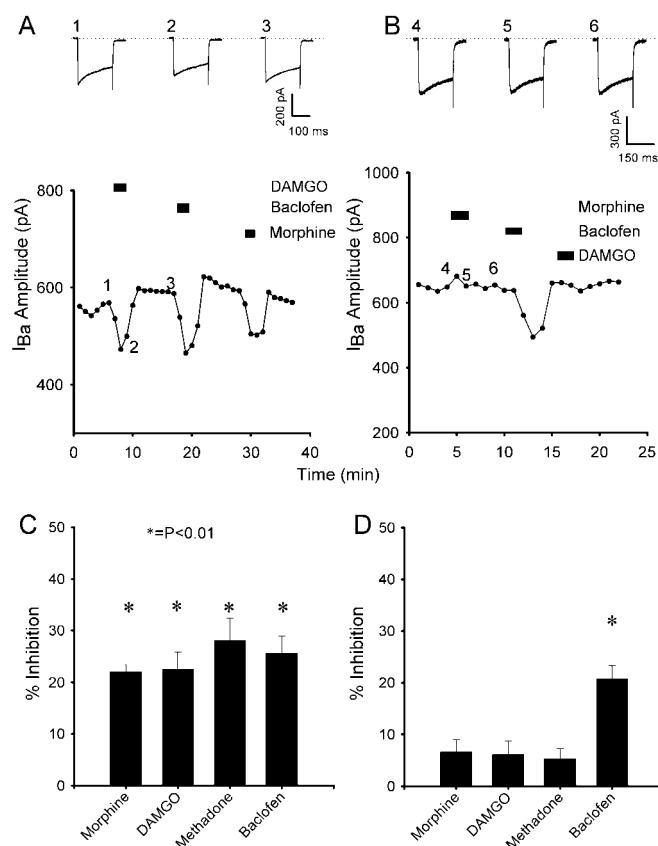 A
1 2 3
200 pA
100 ms
B
4 5 6
300 pA
150 ms
I Ba Amplitude (pA)
800
600
400
DAMGO
Baclofen
Morphine
1
2
3
0 10 20 30 40
I Ba Amplitude (pA)
1000
800
600
400
200
Morphine
Baclofen
DAMGO
4
5
6
0 5 10 15 20 25
Time (min)
C
*=P<0.01
% Inhibition
50
40
30
20
10
0
* * * *
Morphine
DAMGO
Methadone
Baclofen
D
% Inhibition
50
40
30
20
10
0
*
Morphine
DAMGO
Methadone
Baclofen